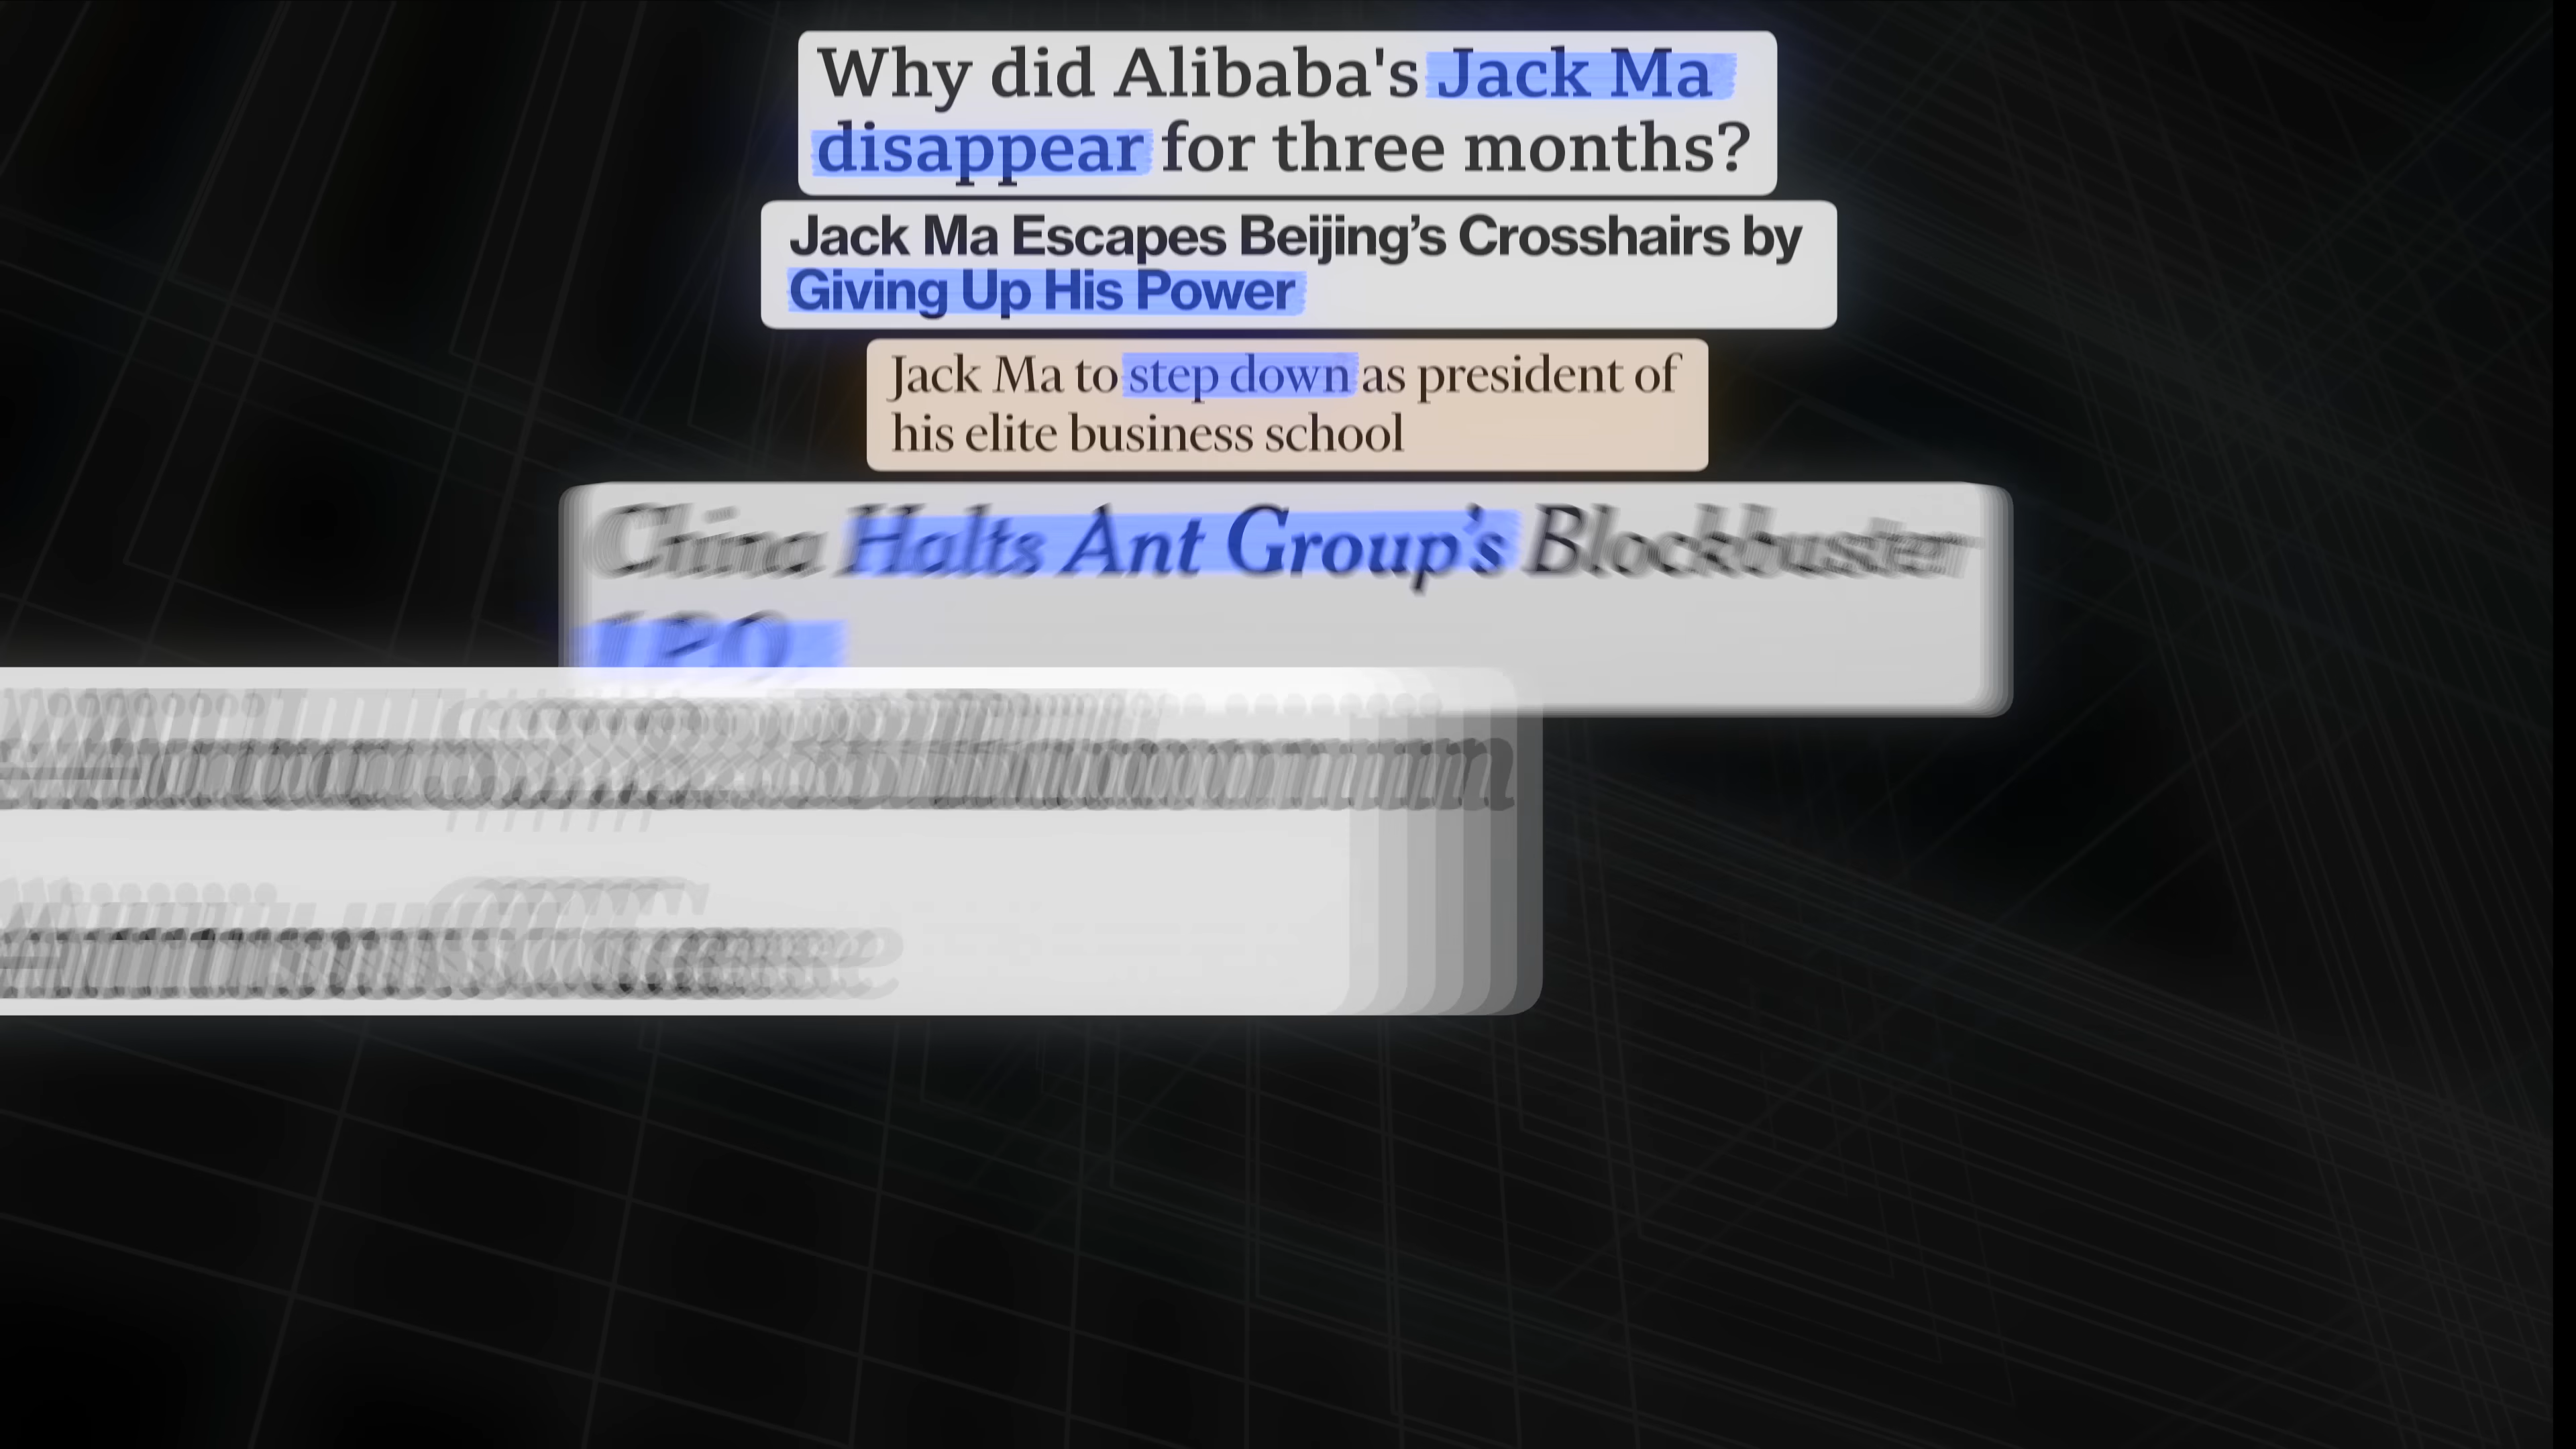 Why did Alibaba's Jack Ma
disappear for three months?
Jack Ma Escapes Beijing’s Crosshairs by
Giving Up His Power
Jack Ma to step down as president of
his elite business school
China Halts Ant Group’s Blockbuster
I.P.O.